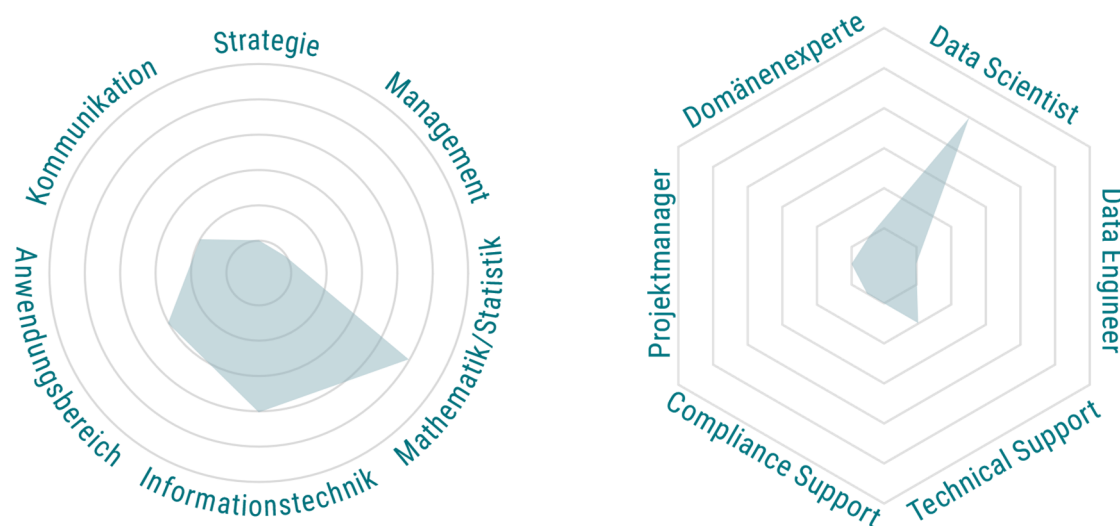 Strategie
Management
Mathematik/Statistik
Informationstechnik
Anwendungsbereich
Kommunikation
Domänenexperte
Data Scientist
Data Engineer
Technical Support
Compliance Support
Projektmanager